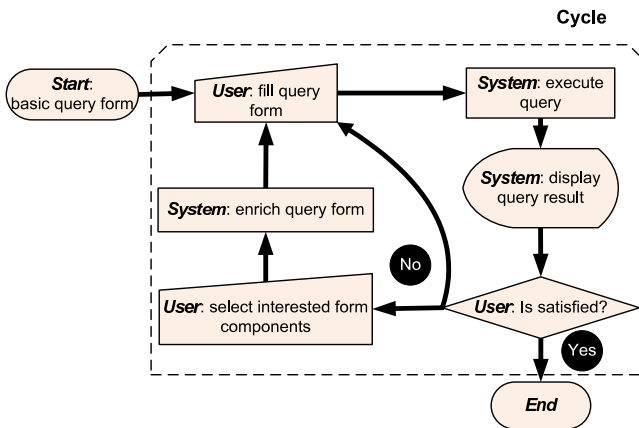 Cycle
Start:
basic query form
User: fill query
form
System: execute
query
System: display
query result
System: enrich query form
No
User: select interested form
components
User: Is satisfied?
Yes
End